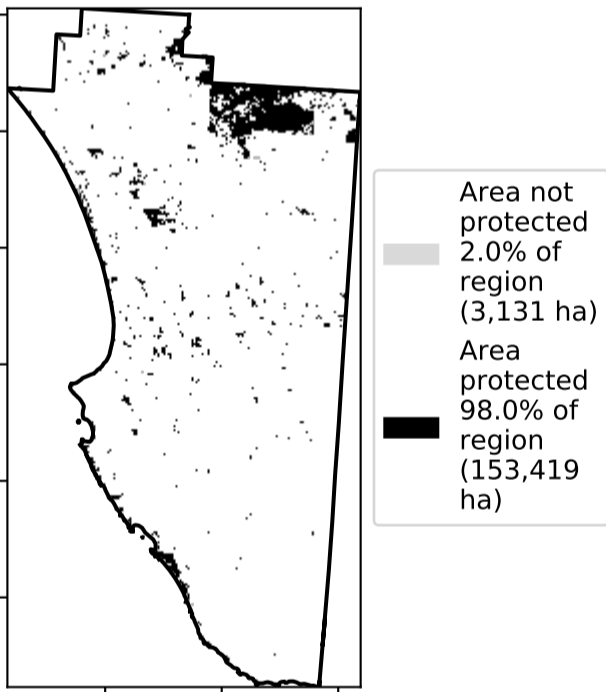 Area not
protected
2.0% of
region
(3,131 ha)
Area
protected
98.0% of
region
(153,419
ha)